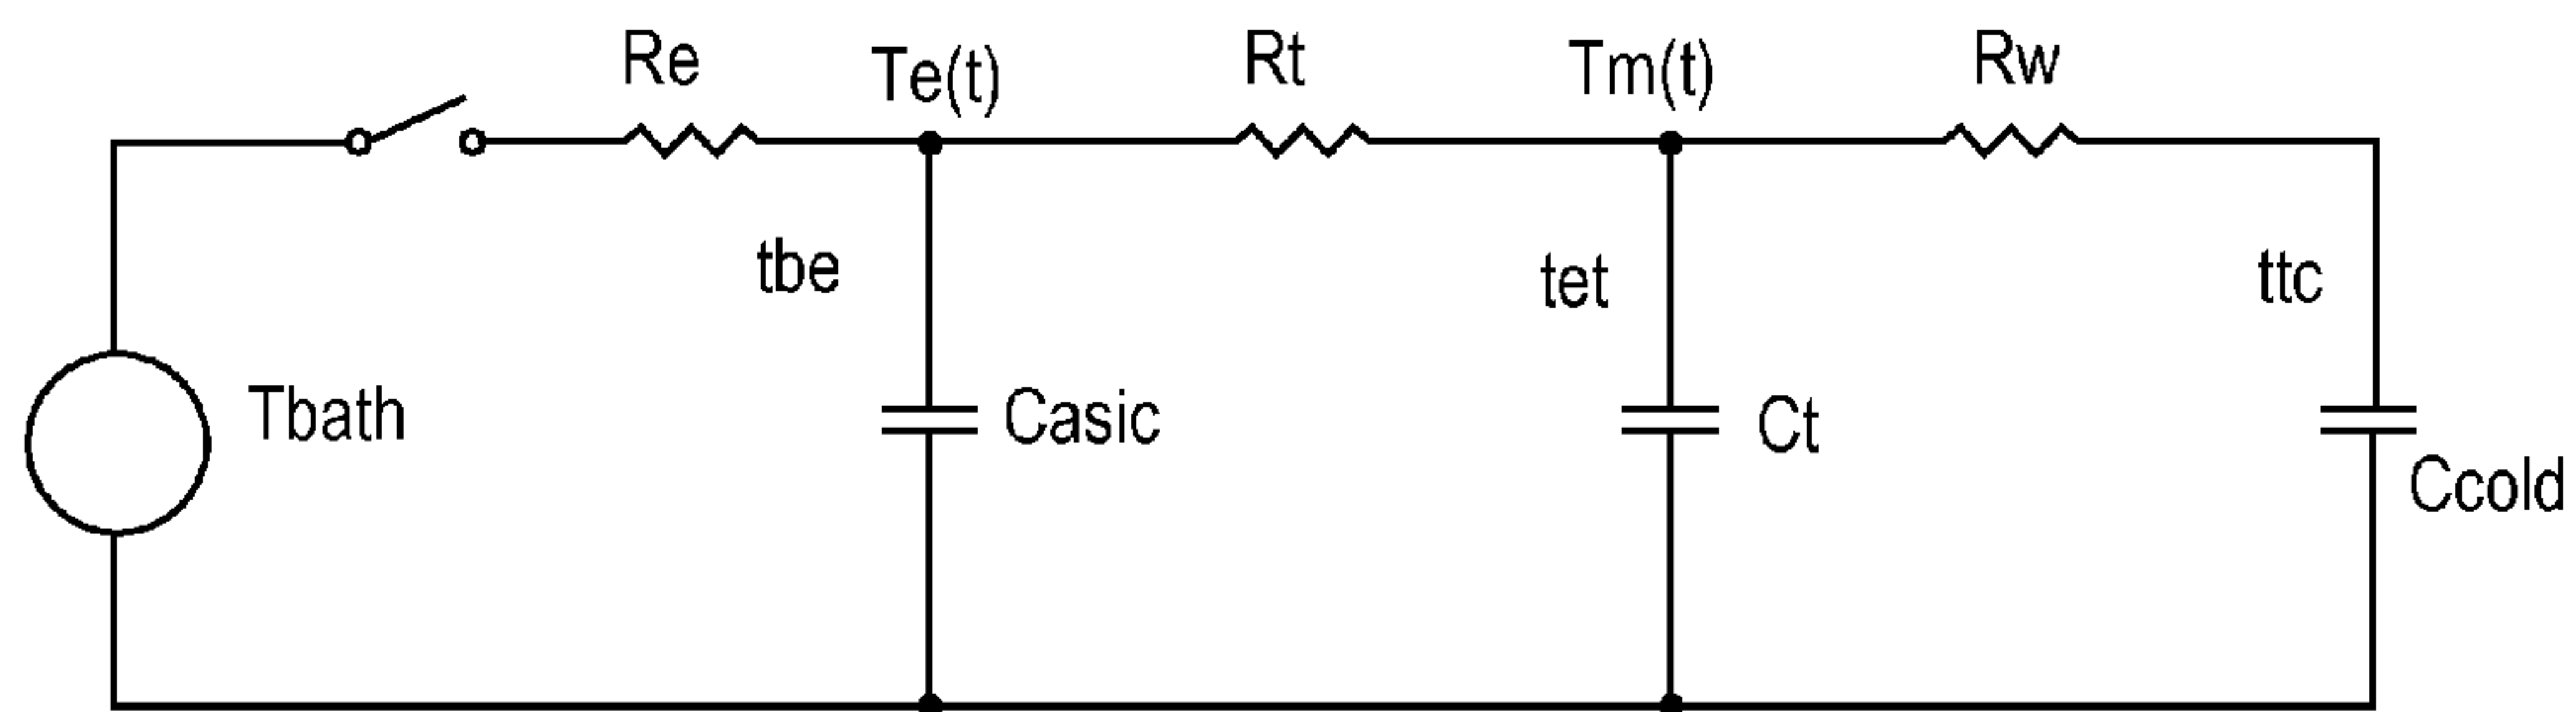 Re
Te(t)
Rt
Tm(t)
Rw
tbe
tet
ttc
Tbath
Casic
Ct
Ccold